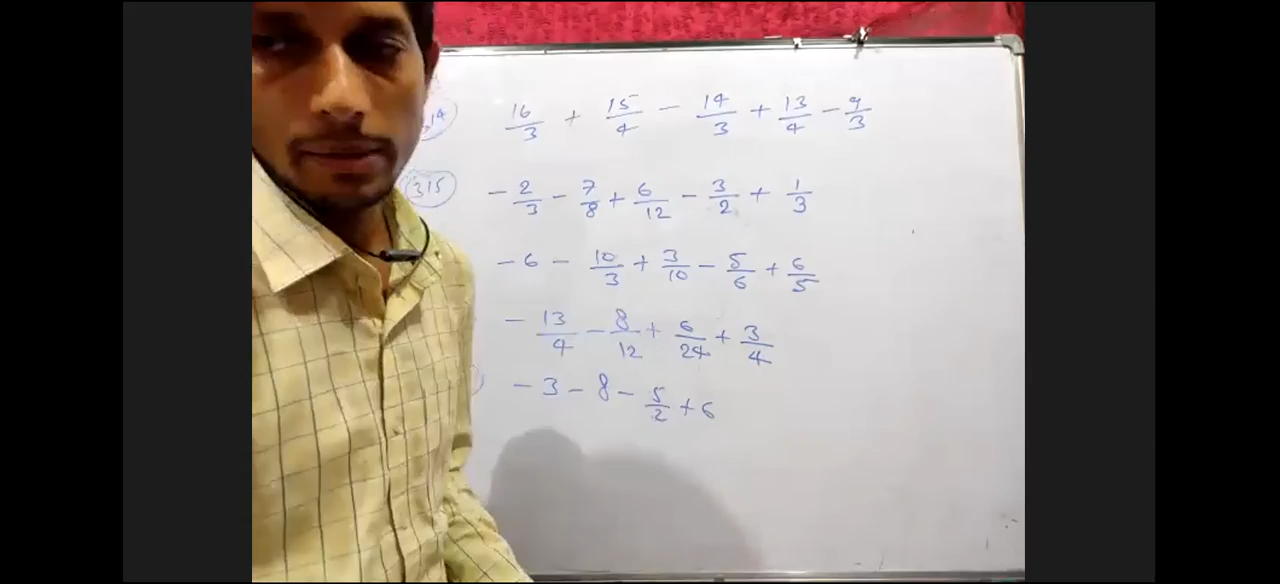 314 16/3 + 15/4 - 14/3 + 13/4 - 9/3
315 - 2/3 - 7/8 + 6/12 - 3/2 + 1/3
- 6 - 10/3 + 3/10 - 5/6 + 6/5
- 13/4 - 8/12 + 6/24 + 3/4
- 3 - 8 - 5/2 + 6